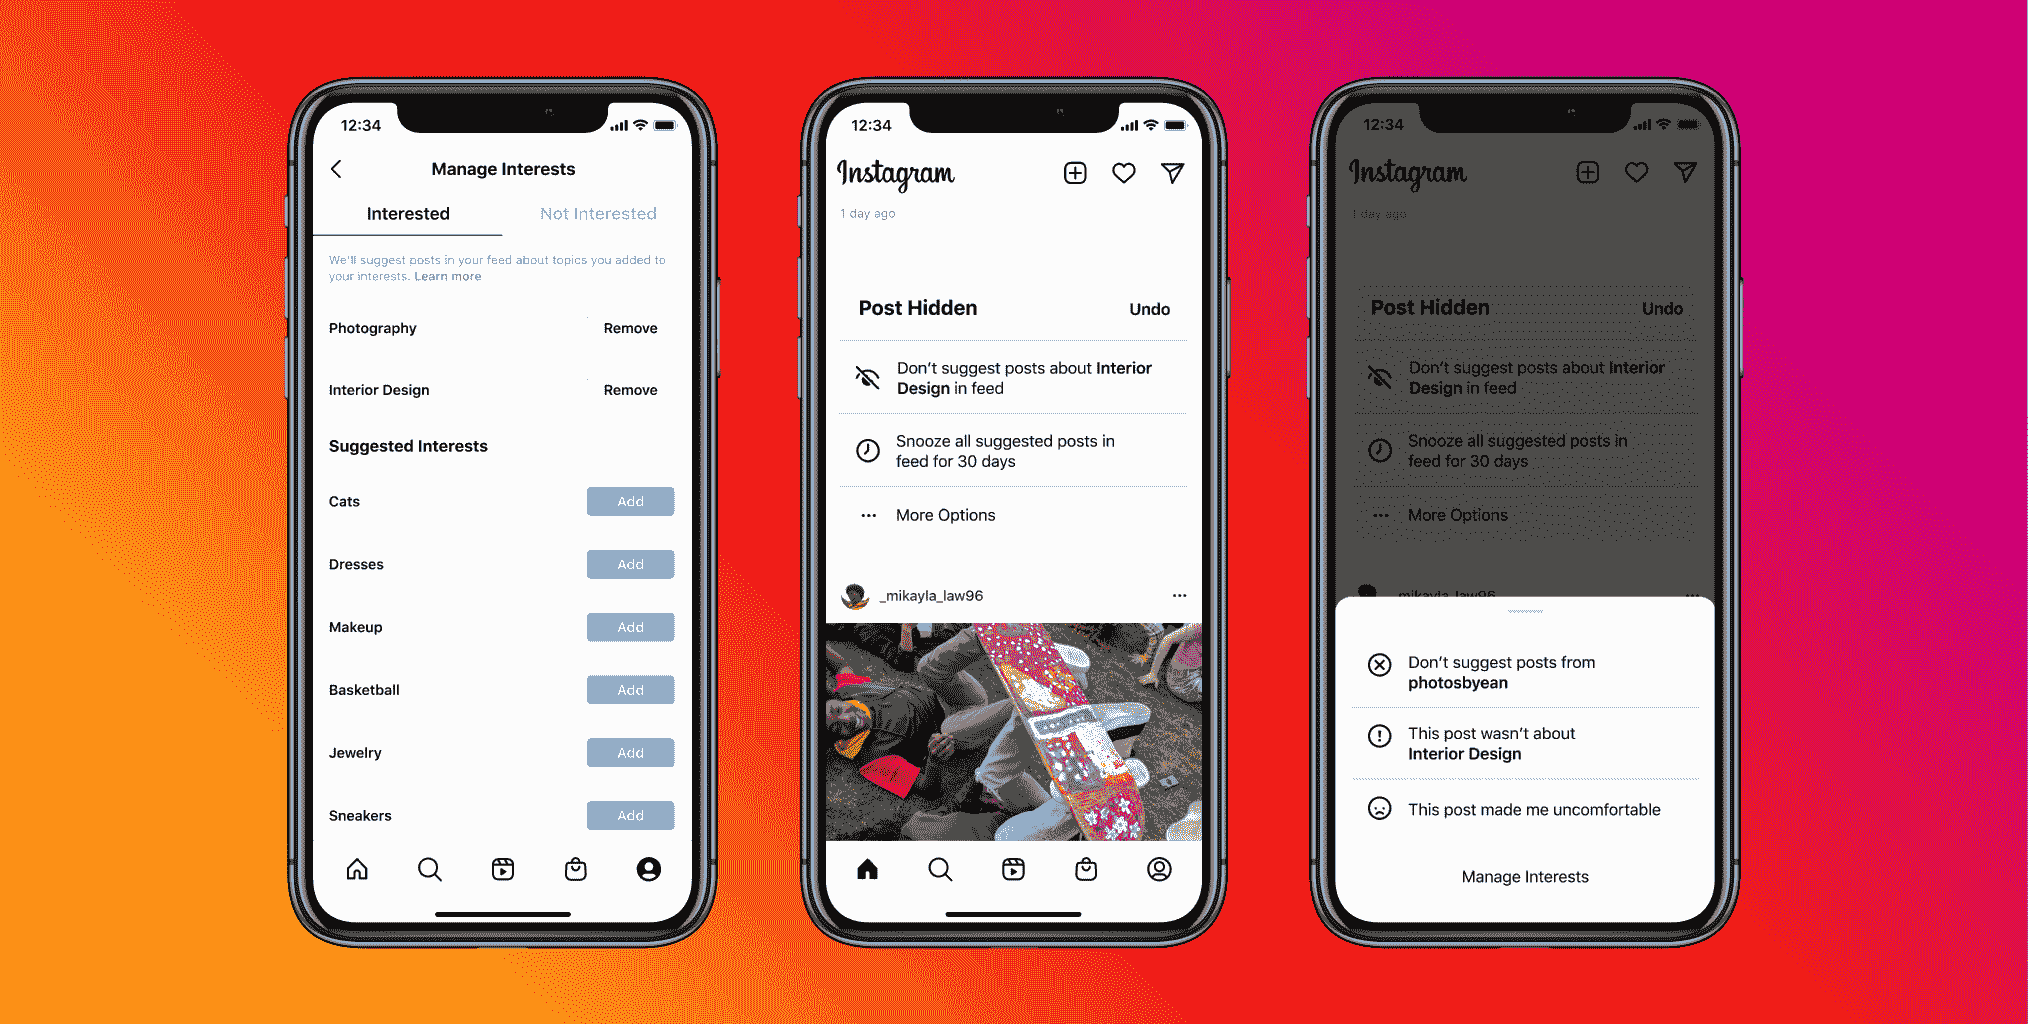 12:34
Manage Interests
Interested
Not Interested
We'll suggest posts in your feed about topics you added to
your interests. Learn more
Photography
Remove
Interior Design
Remove
Suggested Interests
Cats
Add
Dresses
Add
Makeup
Add
Basketball
Add
Jewelry
Add
Sneakers
Add
12:34
Instagram
1 day ago
Post Hidden
Undo
Don't suggest posts about Interior
Design in feed
Snooze all suggested posts in
feed for 30 days
More Options
_mikayla_law96
12:34
Instagram
1 day ago
Post Hidden
Undo
Don't suggest posts about Interior
Design in feed
Snooze all suggested posts in
feed for 30 days
More Options
_mikayla_law96
Don't suggest posts from
photosbyean
This post wasn't about
Interior Design
This post made me uncomfortable
Manage Interests